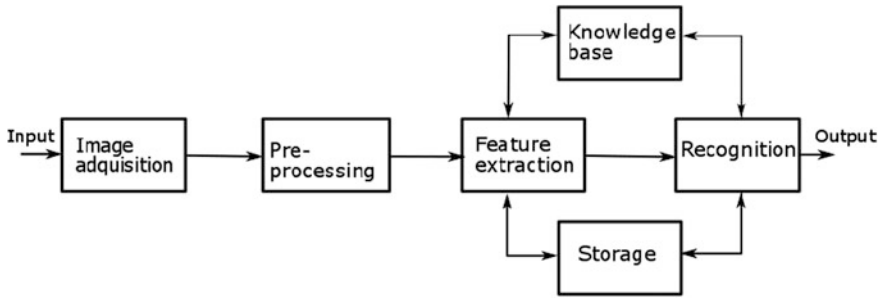 Knowledge
base
Input
Image
adquisition
Pre-
processing
Feature
extraction
Recognition
Output
Storage